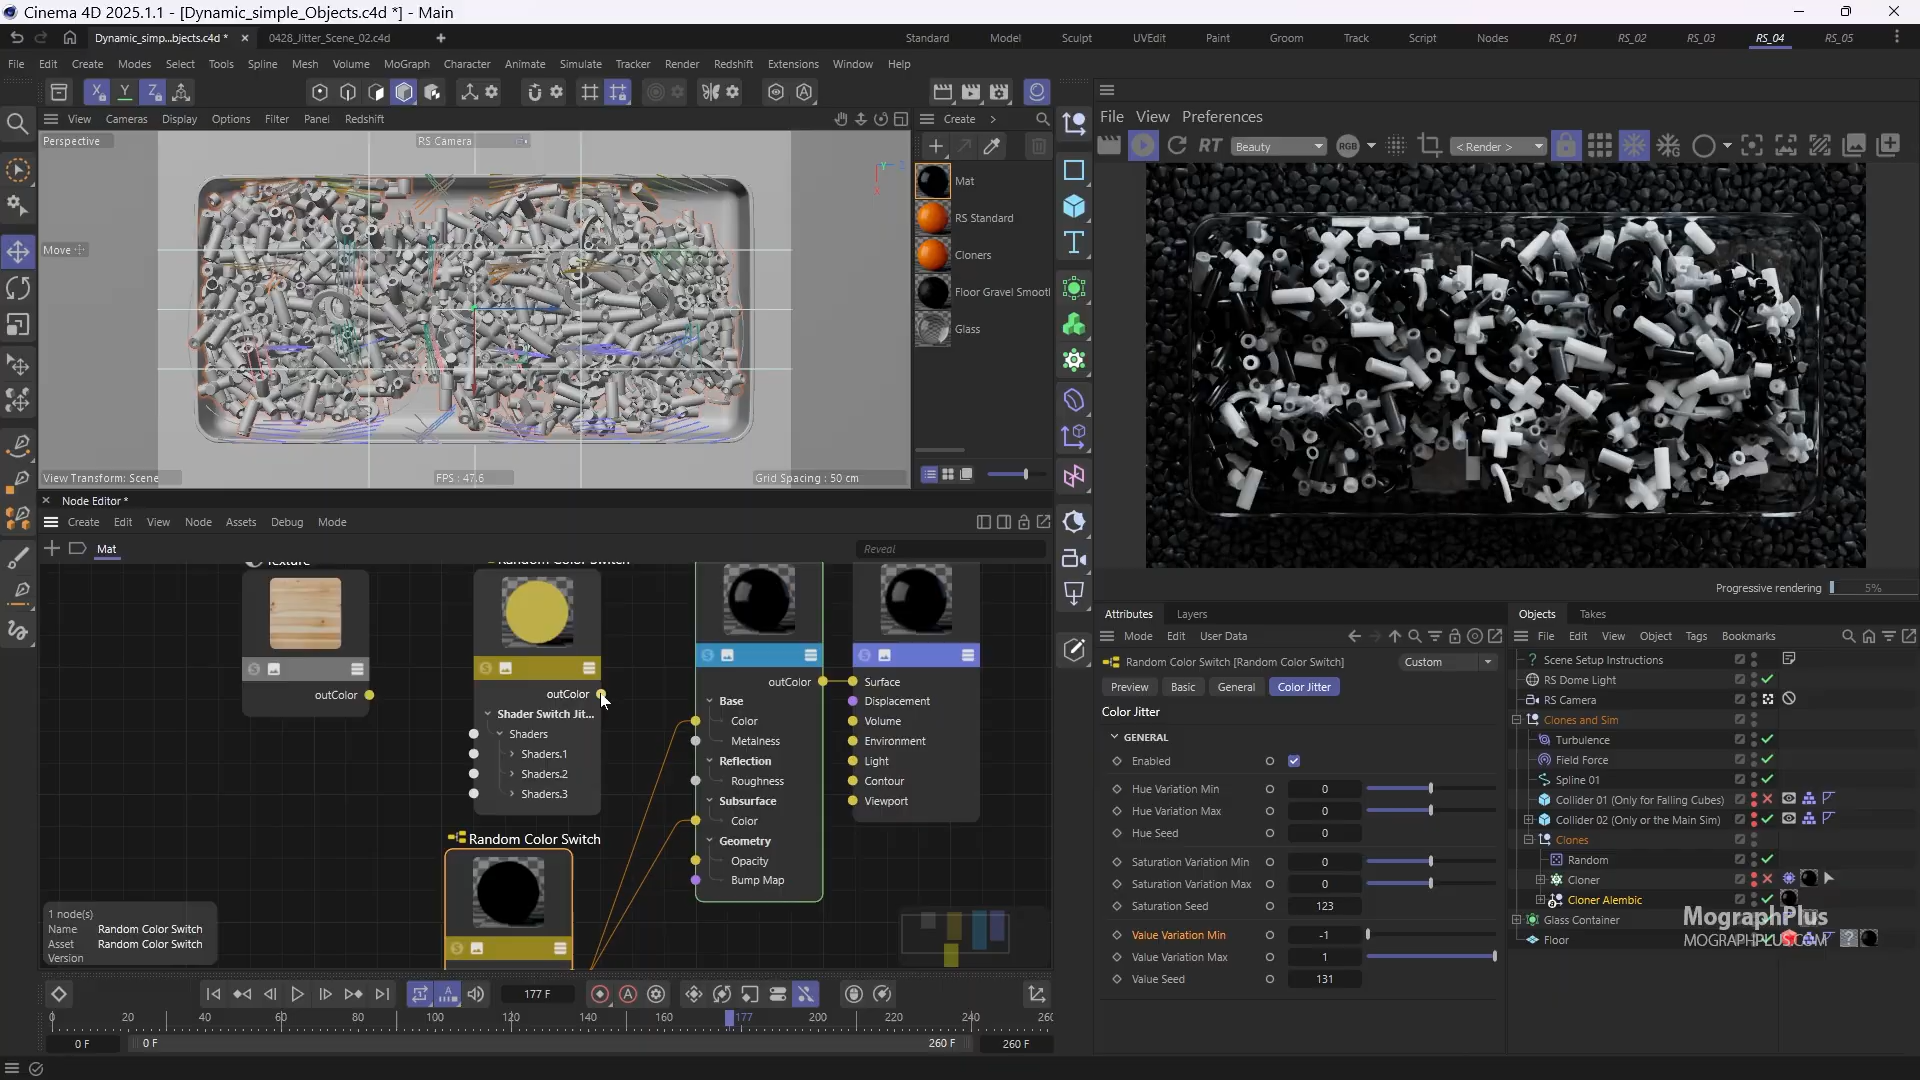 Cinema 4D 2025.1.1 - [Dynamic_simple_Objects.c4d *] - Main
Dynamic_simp...bjects.c4d *
0428_Jitter_Scene_02.c4d
Standard Model Sculpt UVEdit Paint Groom Track Script Nodes RS_01 RS_02 RS_03 RS_04 RS_05
File Edit Create Modes Select Tools Spline Mesh Volume MoGraph Character Animate Simulate Tracker Render Redshift Extensions Window Help
X Y Z
View Cameras Display Options Filter Panel Redshift
Perspective
RS Camera
Move
View Transform: Scene
FPS : 47.6
Grid Spacing : 50 cm
Create
Mat
RS Standard
Cloners
Floor Gravel Smootl
Glass
File View Preferences
RT Beauty RGB < Render >
Progressive rendering 5%
Node Editor *
Create Edit View Node Assets Debug Mode
Mat
Reveal
outColor
outColor
Shader Switch Jit...
Shaders
Shaders.1
Shaders.2
Shaders.3
Random Color Switch
outColor
Base
Color
Metalness
Reflection
Roughness
Subsurface
Color
Geometry
Opacity
Bump Map
Surface
Displacement
Volume
Environment
Light
Contour
Viewport
1 node(s)
Name Random Color Switch
Asset Random Color Switch
Version
177 F
0 20 40 60 80 100 120 140 160 177 200 220 240 26
0 F
0 F
260 F
260 F
Attributes Layers
Mode Edit User Data
Random Color Switch [Random Color Switch]
Custom
Preview Basic General Color Jitter
Color Jitter
GENERAL
Enabled
Hue Variation Min 0
Hue Variation Max 0
Hue Seed 0
Saturation Variation Min 0
Saturation Variation Max 0
Saturation Seed 123
Value Variation Min -1
Value Variation Max 1
Value Seed 131
Objects Takes
File Edit View Object Tags Bookmarks
Scene Setup Instructions
RS Dome Light
RS Camera
Clones and Sim
Turbulence
Field Force
Spline 01
Collider 01 (Only for Falling Cubes)
Collider 02 (Only or the Main Sim)
Clones
Random
Cloner
Cloner Alembic
Glass Container
Floor
MographPlus
MOGRAPHPLUS.COM